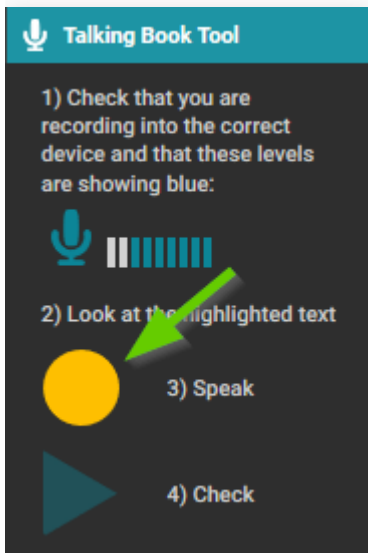 Talking Book Tool
1) Check that you are
recording into the correct
device and that these levels
are showing blue:
2) Look at the highlighted text
3) Speak
4) Check